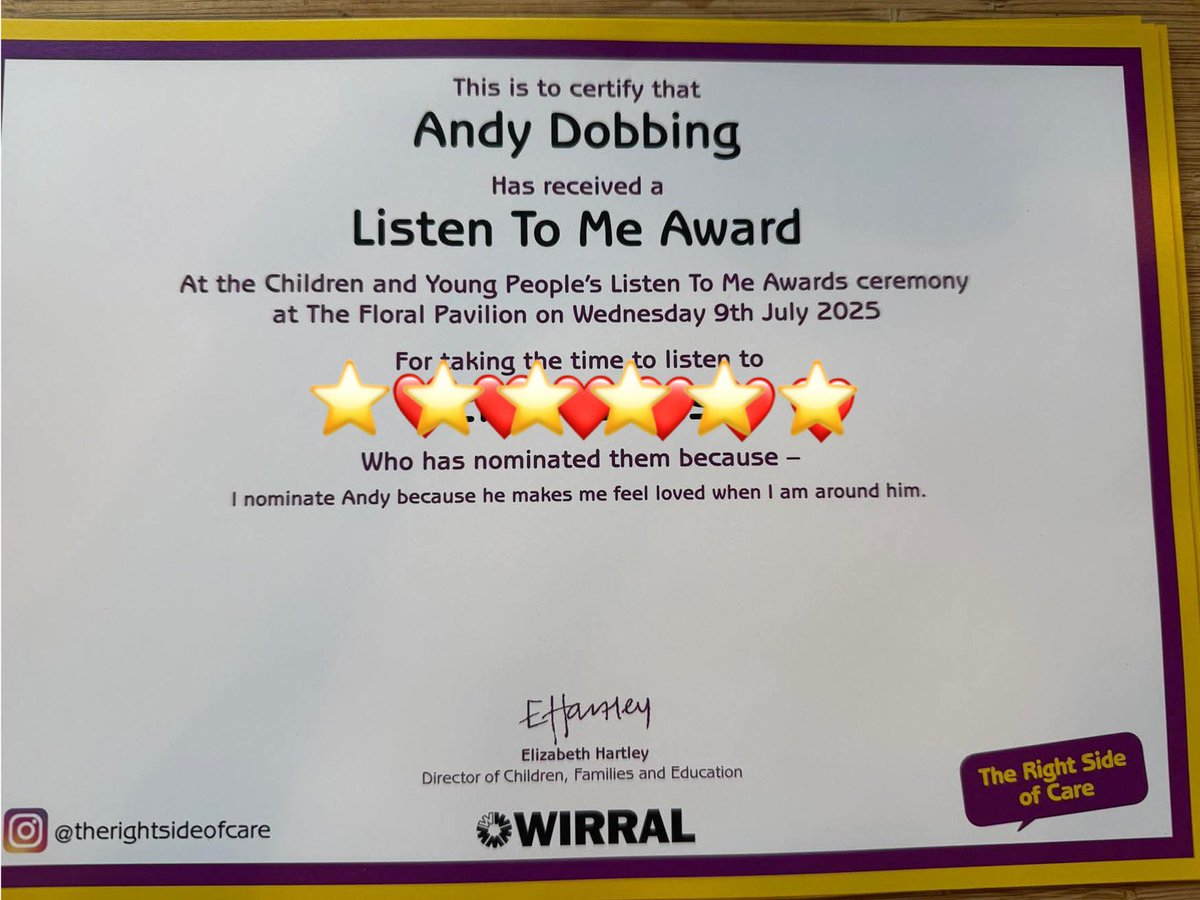 This is to certify that
Andy Dobbing
Has received a
Listen To Me Award
At the Children and Young People's Listen To Me Awards ceremony
at The Floral Pavilion on Wednesday 9th July 2025
For taking the time to listen to
Who has nominated them because –
I nominate Andy because he makes me feel loved when I am around him.
EHartley
Elizabeth Hartley
Director of Children, Families and Education
@therightsideofcare
WIRRAL
The Right Side
of Care